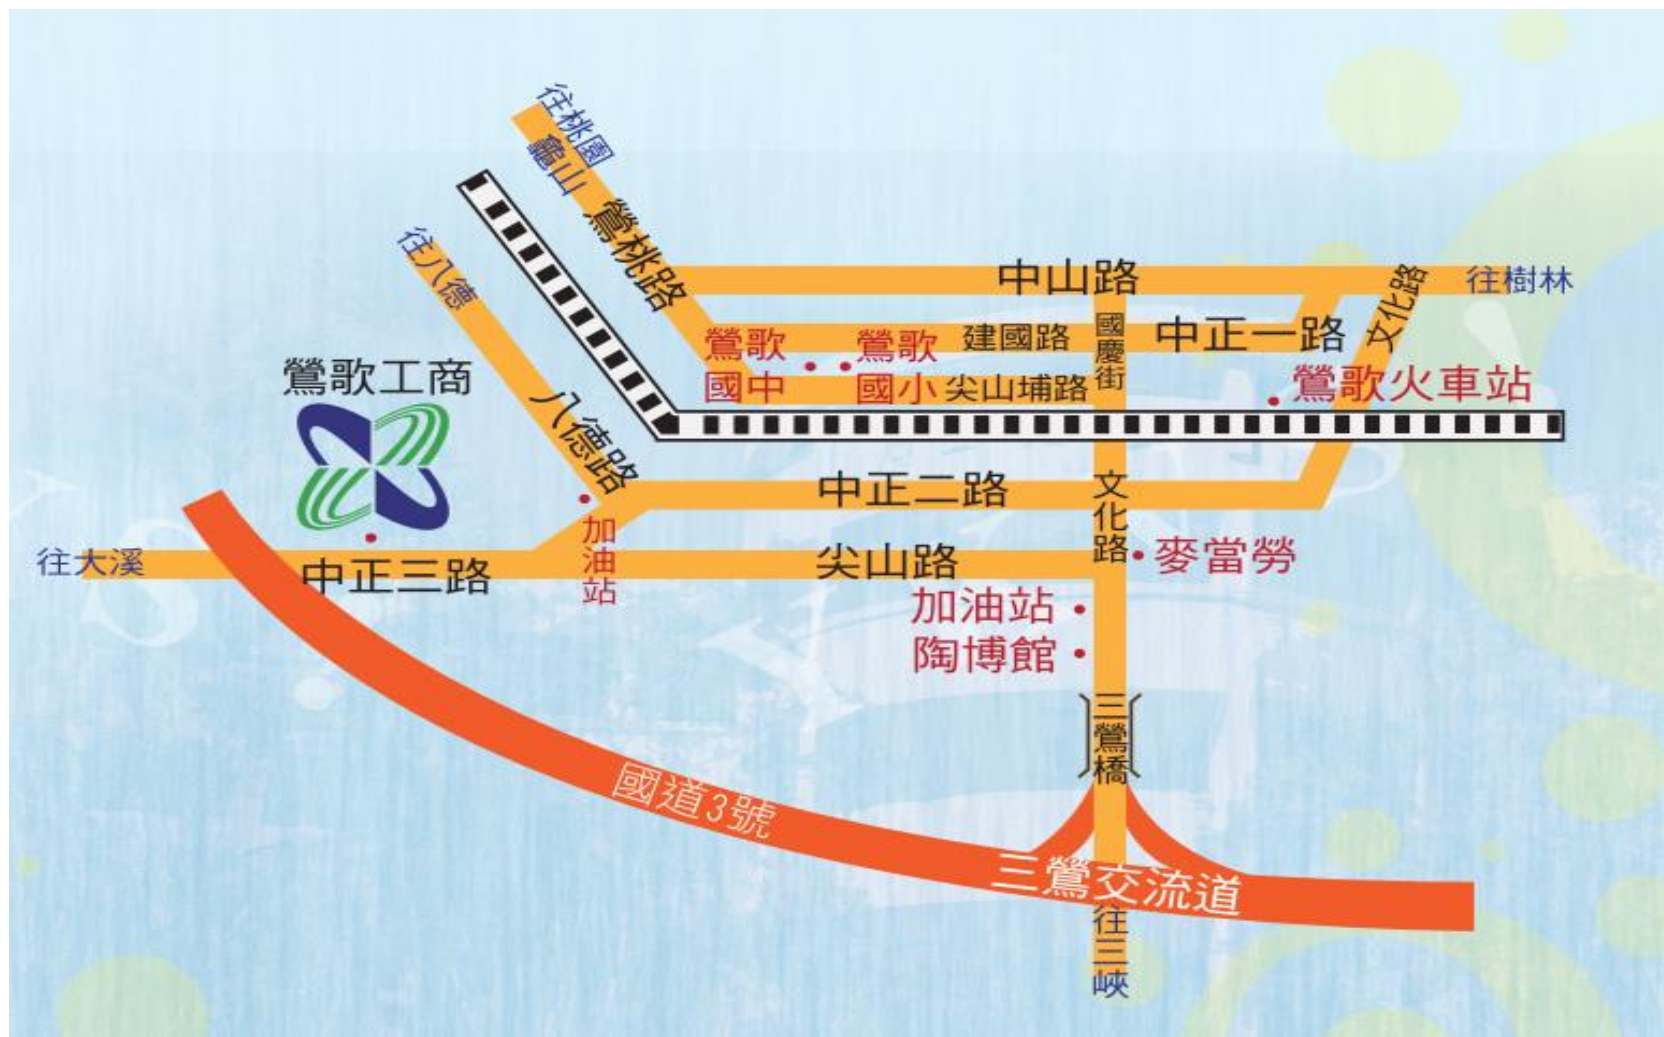 往桃園
龜山
鶯桃路
往八德
中山路
往樹林
文化路
國慶街
建國路
中正一路
鶯歌
國中
鶯歌
國小
尖山埔路
鶯歌火車站
鶯歌工商
八德路
中正二路
文化路
加油站
往大溪
中正三路
尖山路
麥當勞
加油站
陶博館
三鶯橋
國道3號
三鶯交流道
往三峽